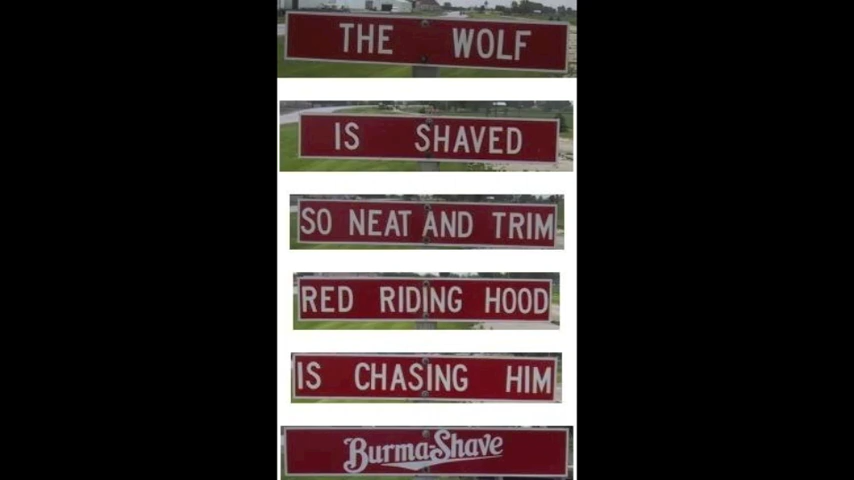 THE WOLF
IS SHAVED
SO NEAT AND TRIM
RED RIDING HOOD
IS CHASING HIM
Burma-Shave